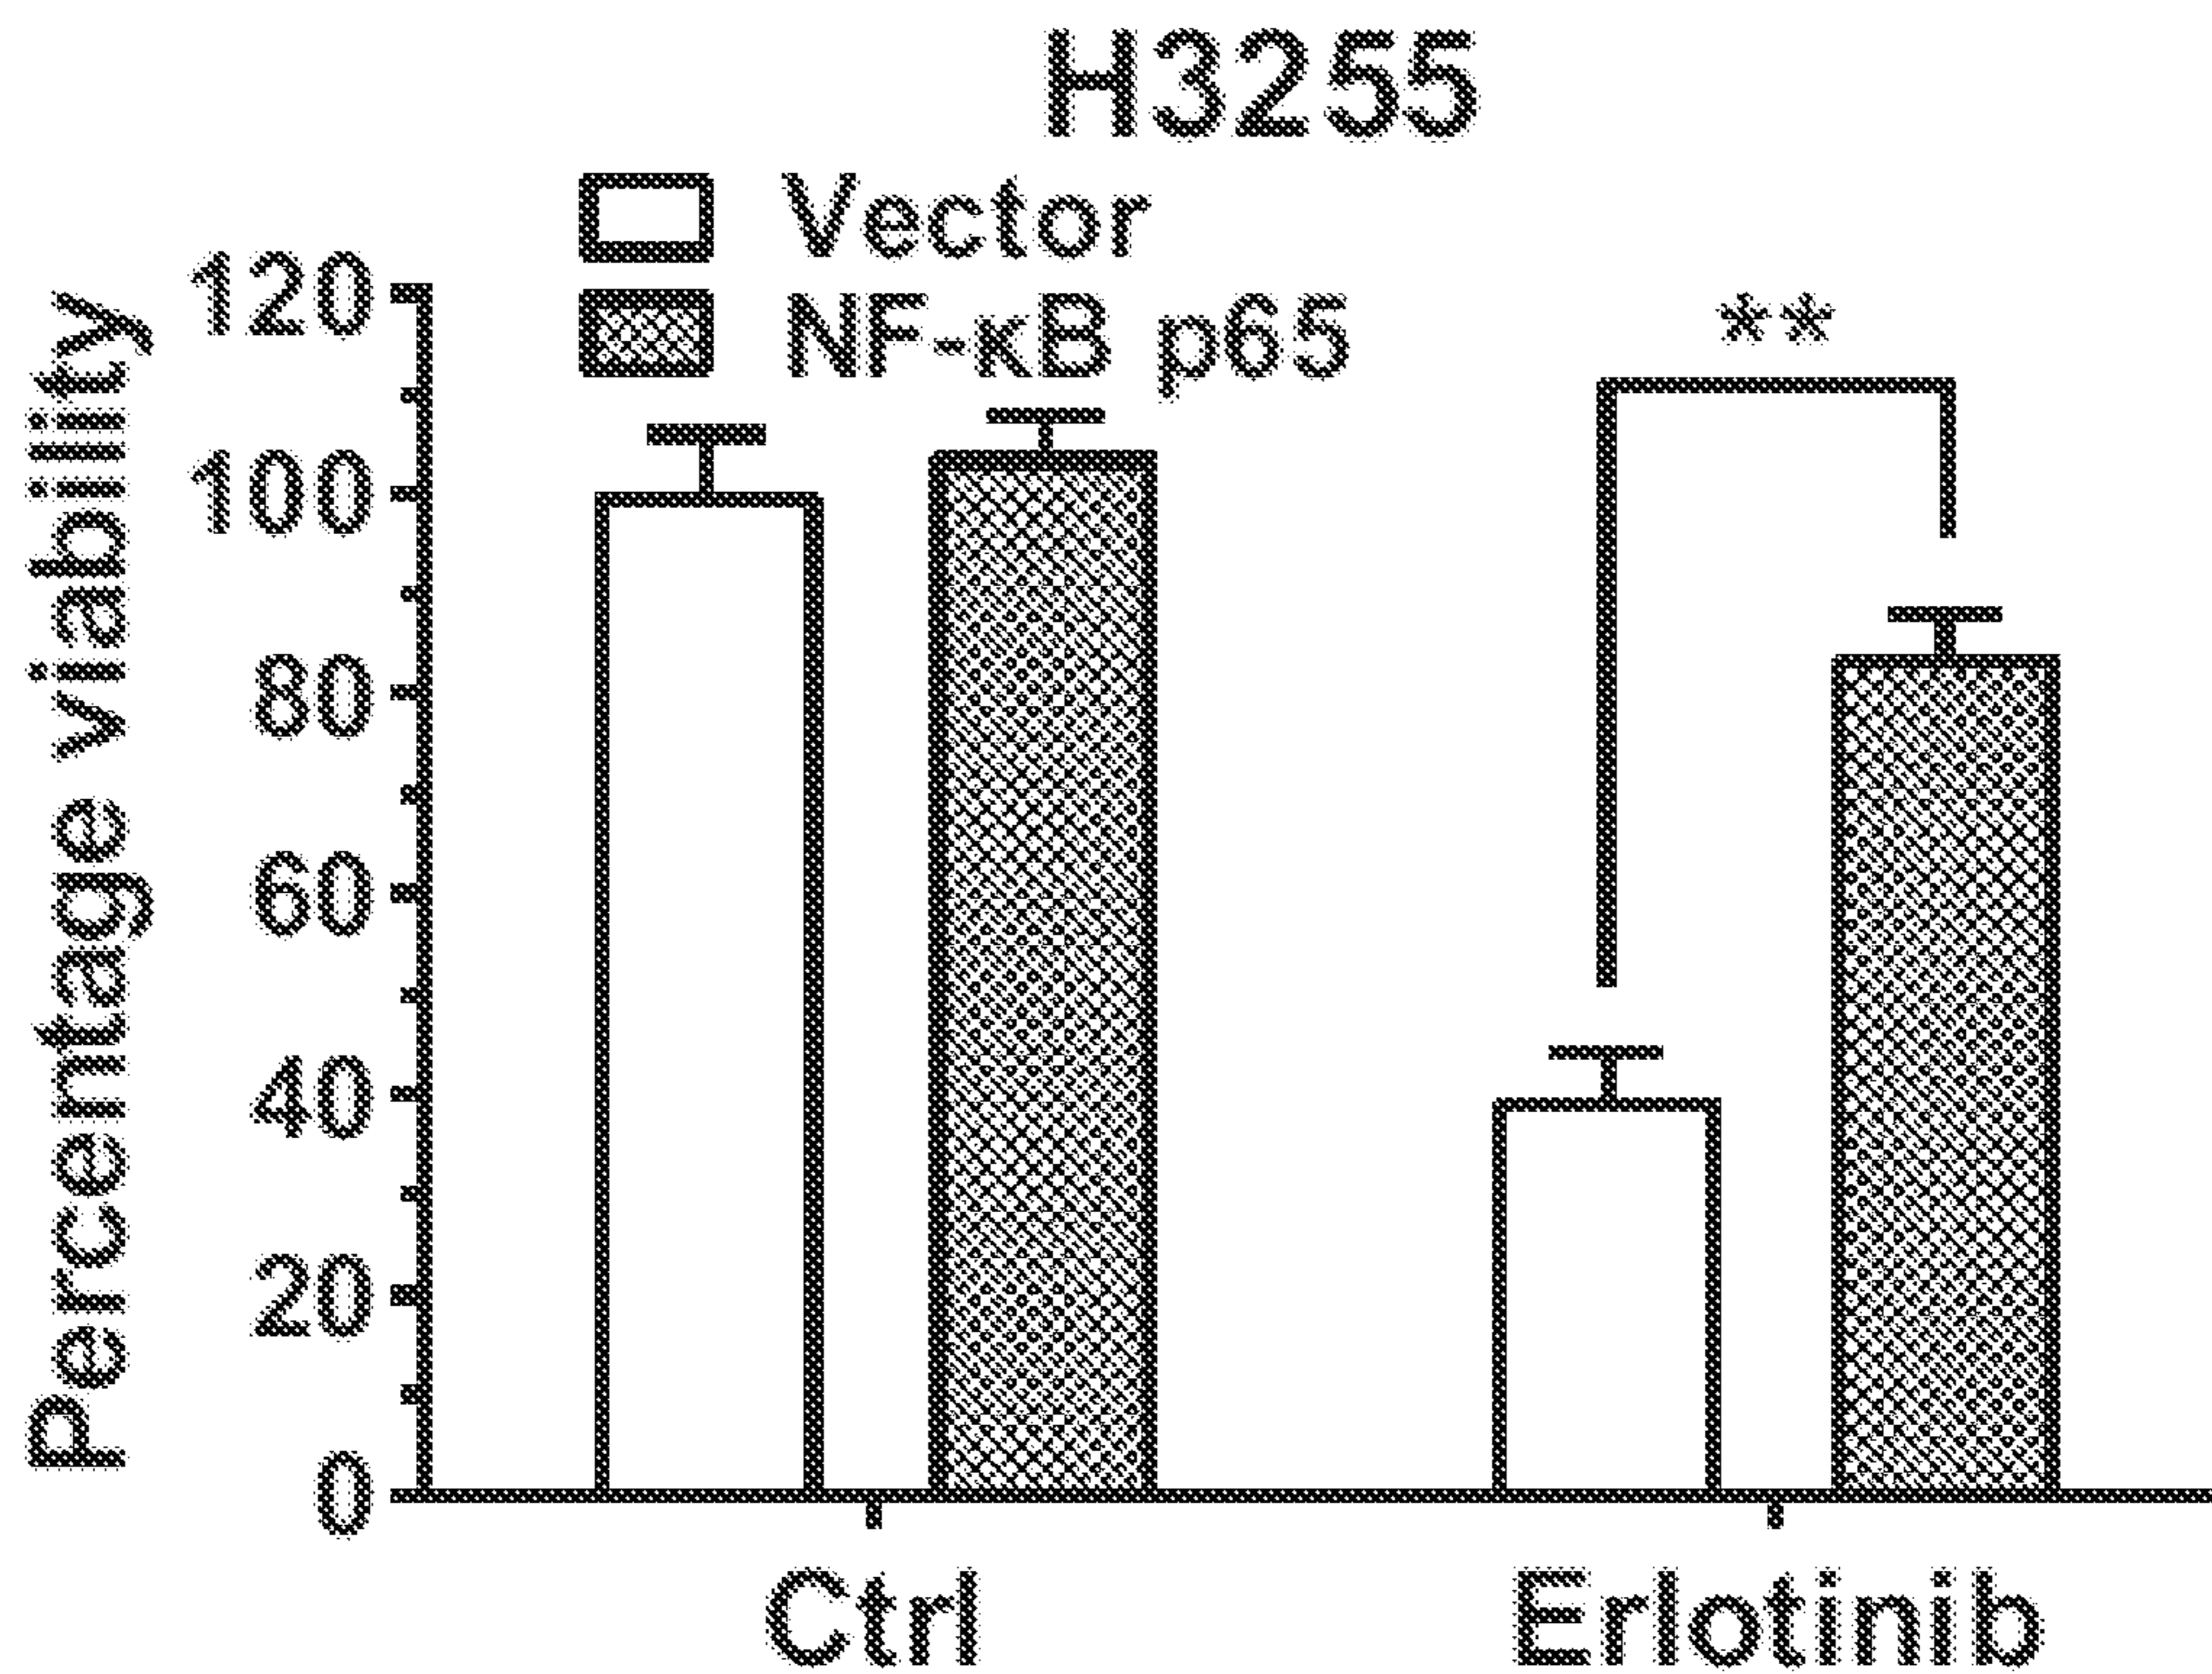 H3255
Vector
NF-κB p65
**
Percentage viability
120
100
80
60
40
20
0
Ctrl
Erlotinib